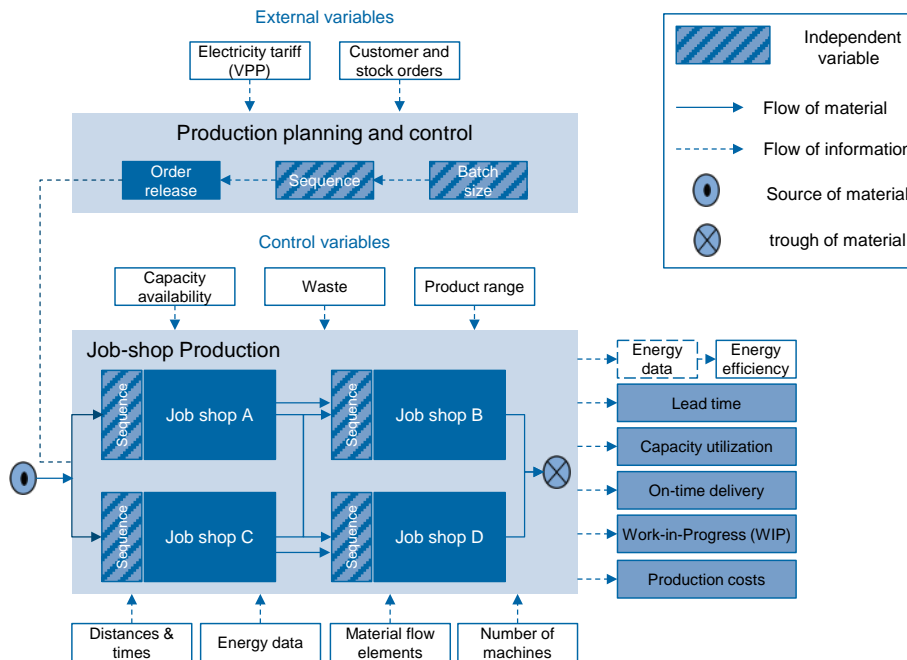 External variables
Electricity tariff
(VPP)
Customer and
stock orders
Production planning and control
Order
release
Sequence
Batch
size
Control variables
Capacity
availability
Waste
Product range
Job-shop Production
Sequence
Job shop A
Sequence
Job shop B
Sequence
Job shop C
Sequence
Job shop D
Distances &
times
Energy data
Material flow
elements
Number of
machines
Energy
data
Energy
efficiency
Lead time
Capacity utilization
On-time delivery
Work-in-Progress (WIP)
Production costs
Independent
variable
Flow of material
Flow of information
Source of material
trough of material